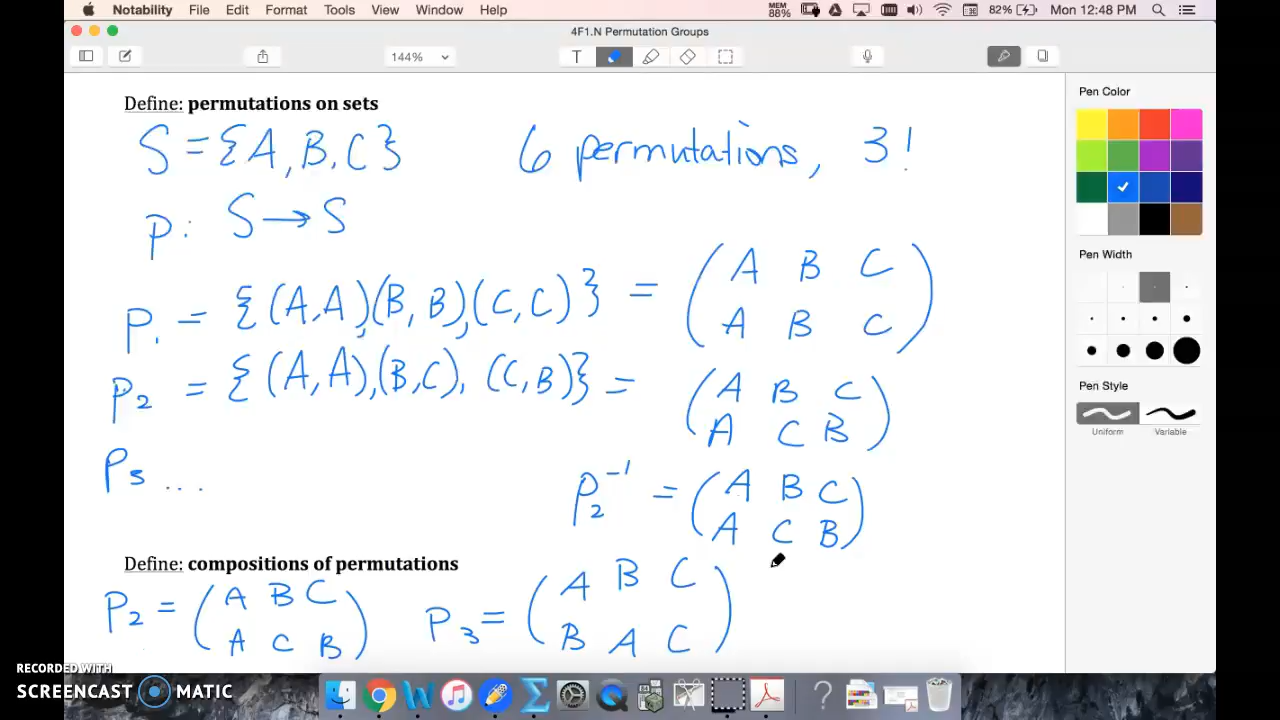 Notability File Edit Format Tools View Window Help MEM 88% 82% Mon 12:48 PM
4F1.N Permutation Groups
144% T
Define: permutations on sets
S = {A, B, C} 6 permutations, 3!
p: S → S
P₁ = {(A,A),(B,B),(C,C)} = (A B C
A B C)
P₂ = {(A,A),(B,C),(C,B)} = (A B C
A C B)
P₃ ...
P₂⁻¹ = (A B C
A C B)
Define: compositions of permutations
P₂ = (A B C P₃ = (A B C
A C B) B A C)
Pen Color
Pen Width
Pen Style
Uniform Variable
RECORDED WITH
SCREENCAST MATIC